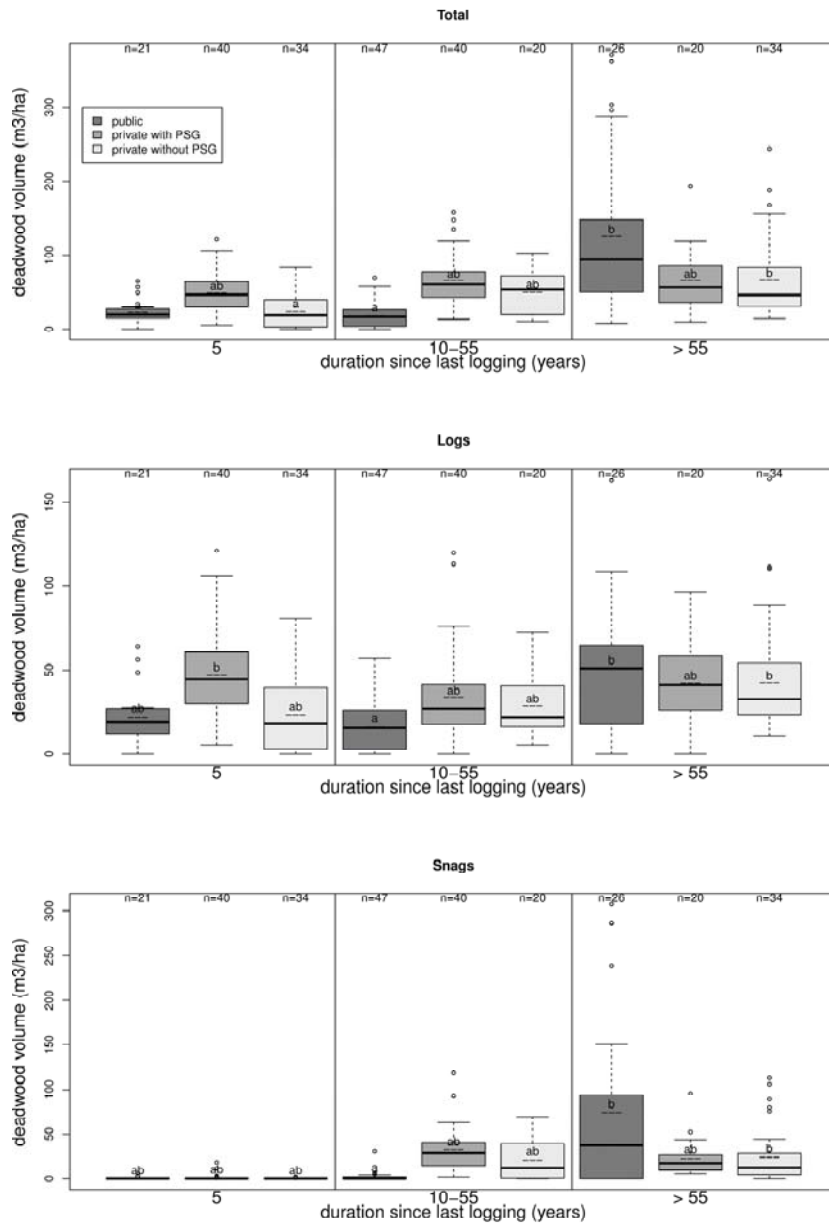 Total
n=21 n=40 n=34 n=47 n=40 n=20 n=26 n=20 n=34
deadwood volume (m3/ha)
0 100 200 300
public
private with PSG
private without PSG
a ab a a ab ab b ab b
5 10–55 > 55
duration since last logging (years)
Logs
n=21 n=40 n=34 n=47 n=40 n=20 n=26 n=20 n=34
deadwood volume (m3/ha)
0 50 100 150
ab b ab a ab ab b ab b
5 10–55 > 55
duration since last logging (years)
Snags
n=21 n=40 n=34 n=47 n=40 n=20 n=26 n=20 n=34
deadwood volume (m3/ha)
0 50 100 150 200 250 300
ab ab ab ab ab b ab b
5 10–55 > 55
duration since last logging (years)